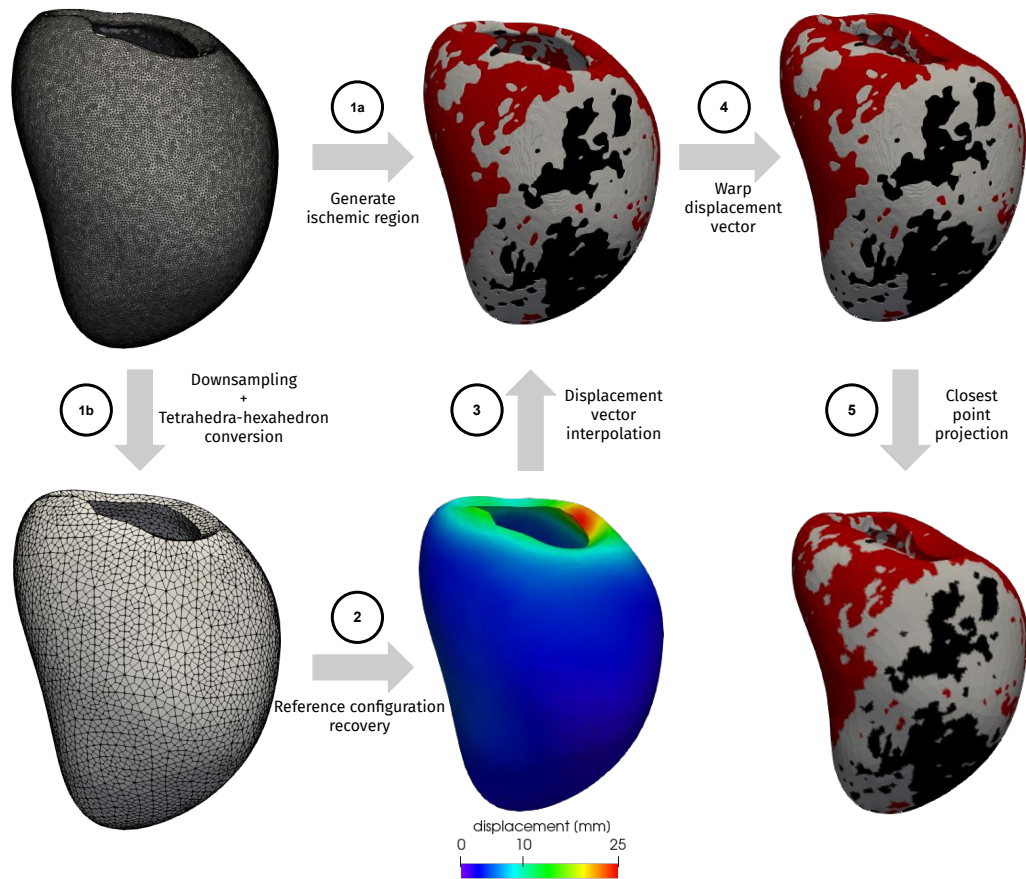 1a
Generate
ischemic region
4
Warp
displacement
vector
1b
Downsampling
+
Tetrahedra-hexahedron
conversion
3
Displacement
vector
interpolation
5
Closest
point
projection
2
Reference configuration
recovery
displacement (mm)
0 10 25